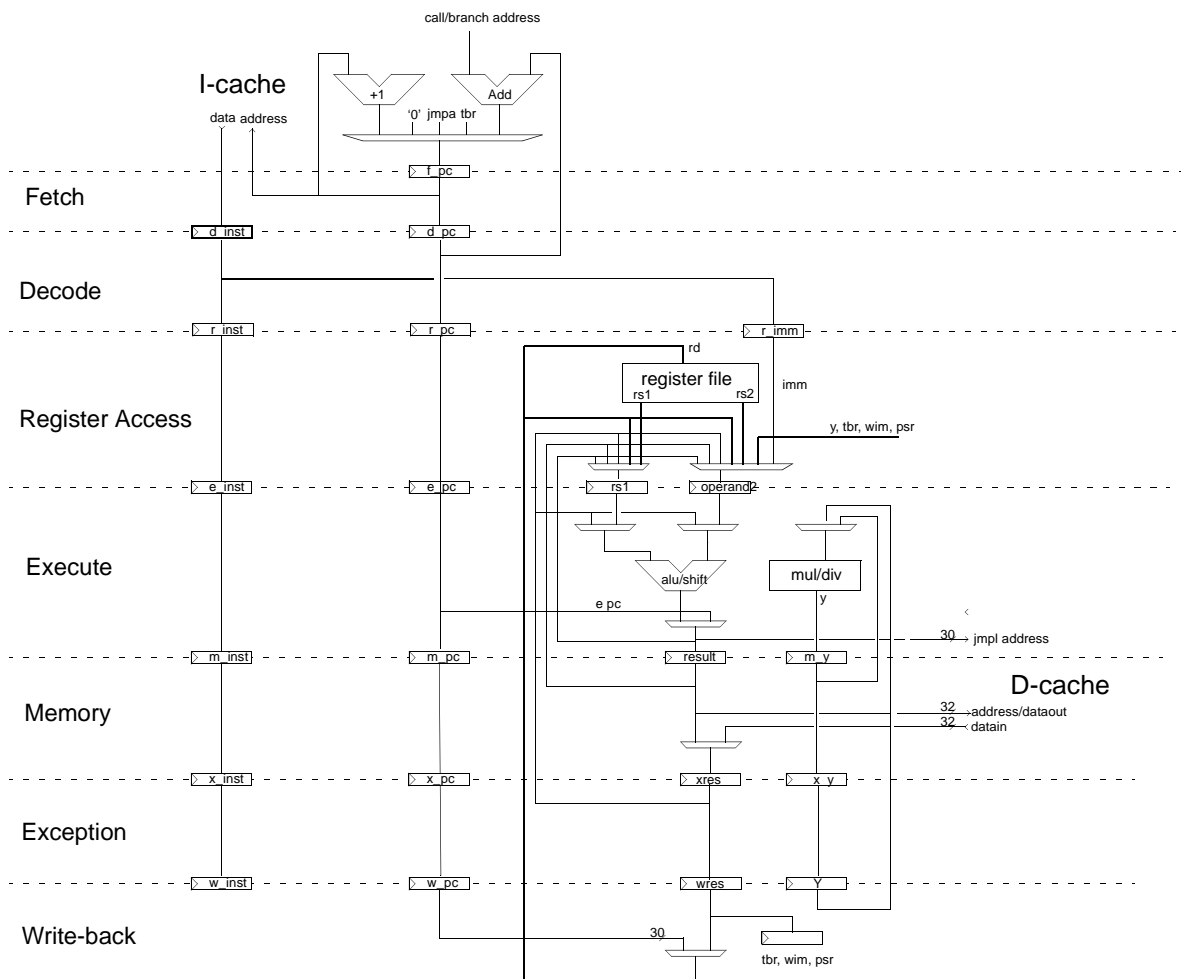 call/branch address
I-cache
+1
Add
data address
'0' jmpa tbr
f_pc
Fetch
d_inst
d_pc
Decode
r_inst
r_pc
r_imm
rd
register file
imm
rs1
rs2
Register Access
y, tbr, wim, psr
e_inst
e_pc
rs1
operand2
Execute
alu/shift
mul/div
y
e pc
30
jmpl address
m_inst
m_pc
result
m_y
D-cache
Memory
32
address/dataout
32
datain
x_inst
x_pc
xres
x_y
Exception
w_inst
w_pc
wres
Y
Write-back
30
tbr, wim, psr